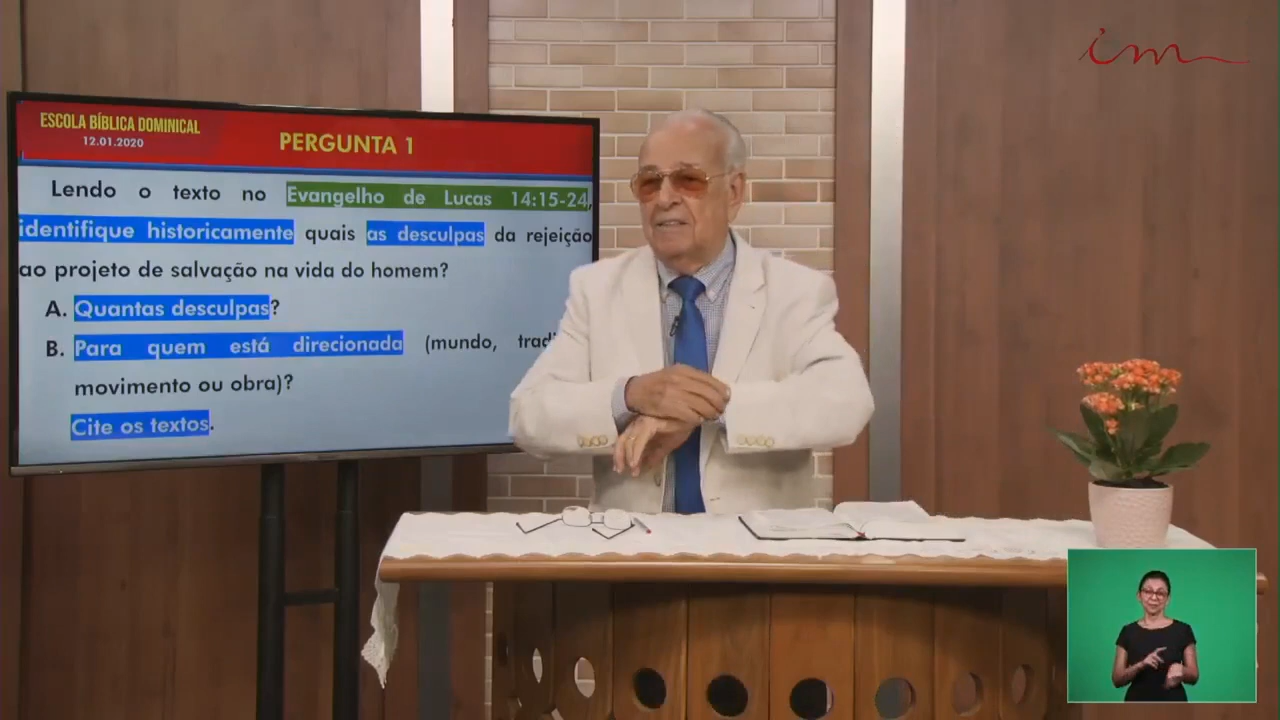 ESCOLA BÍBLICA DOMINICAL
12.01.2020
PERGUNTA 1
Lendo o texto no Evangelho de Lucas 14:15-24,
identifique historicamente quais as desculpas da rejeição
ao projeto de salvação na vida do homem?
A. Quantas desculpas?
B. Para quem está direcionada (mundo,
movimento ou obra)?
Cite os textos.
im